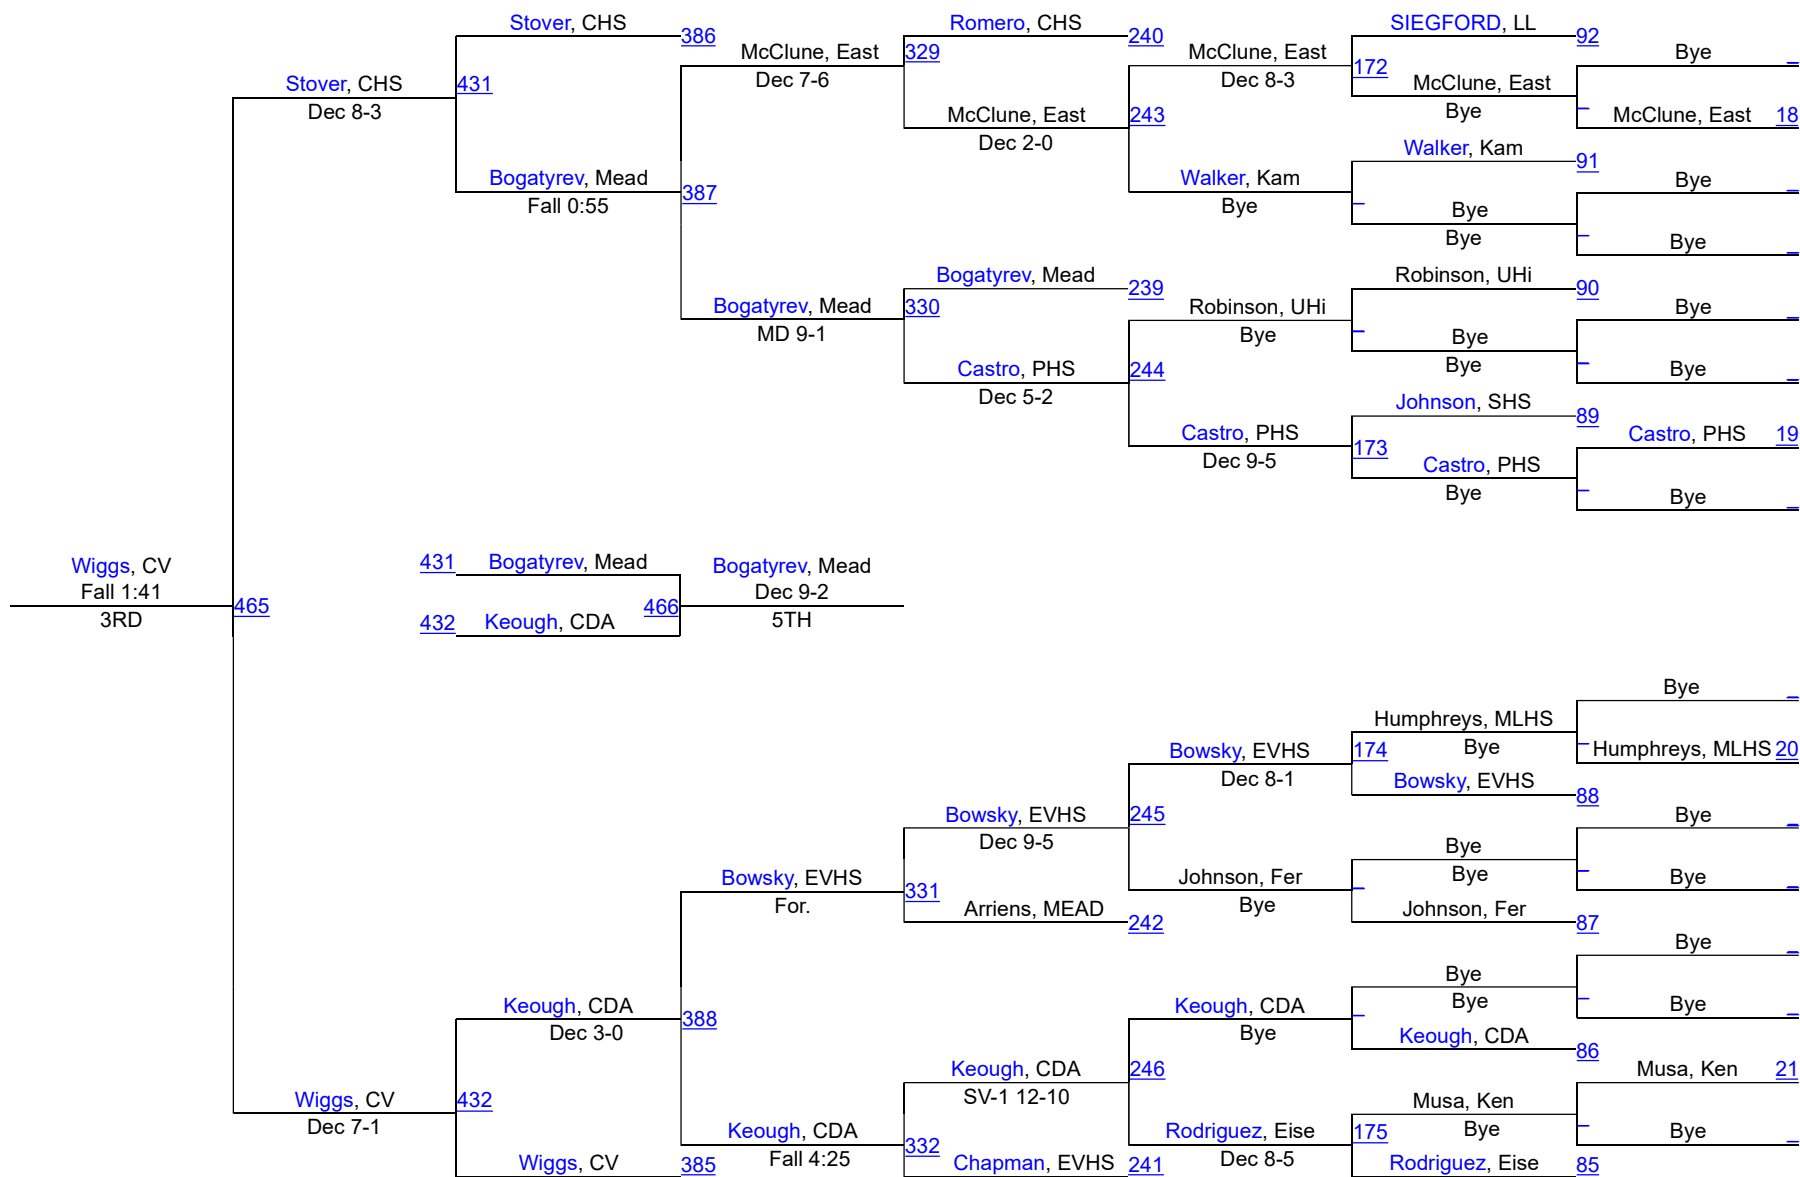 Stover, CHS
386
Romero, CHS
240
SIEGFORD, LL
92
McClune, East
329
Dec 7-6
McClune, East
Dec 8-3
172
Bye
_
Stover, CHS
431
Dec 8-3
McClune, East
Bye
McClune, East
243
Dec 2-0
_
McClune, East 18
Walker, Kam
91
Bogatyrev, Mead
387
Fall 0:55
Walker, Kam
Bye
_
Bye
_
Bye
Bye
_
Bye
_
Bogatyrev, Mead
239
Robinson, UHi
90
Bogatyrev, Mead
330
MD 9-1
Robinson, UHi
Bye
_
Bye
_
Bye
Bye
_
Bye
_
Castro, PHS
244
Dec 5-2
Johnson, SHS
89
Castro, PHS
Dec 9-5
173
Castro, PHS 19
Castro, PHS
Bye
_
Bye
_
Wiggs, CV
Fall 1:41
3RD
465
431
Bogatyrev, Mead
Bogatyrev, Mead
Dec 9-2
5TH
466
432
Keough, CDA
Bye
_
Humphreys, MLHS
Bye
_
Humphreys, MLHS 20
Bowsky, EVHS
Dec 8-1
174
Bowsky, EVHS
88
Bowsky, EVHS
Dec 9-5
245
Bye
_
Bye
Bye
_
Bye
_
Bowsky, EVHS
For.
331
Johnson, Fer
Bye
_
Arriens, MEAD
242
Johnson, Fer
87
Bye
_
Bye
Bye
_
Bye
_
Keough, CDA
Dec 3-0
388
Keough, CDA
Bye
_
Keough, CDA
86
Keough, CDA
SV-1 12-10
246
Musa, Ken 21
Wiggs, CV
Dec 7-1
432
Musa, Ken
Bye
_
Bye
_
Keough, CDA
Fall 4:25
332
Rodriguez, Eise
Dec 8-5
175
Wiggs, CV
385
Chapman, EVHS
241
Rodriguez, Eise
85